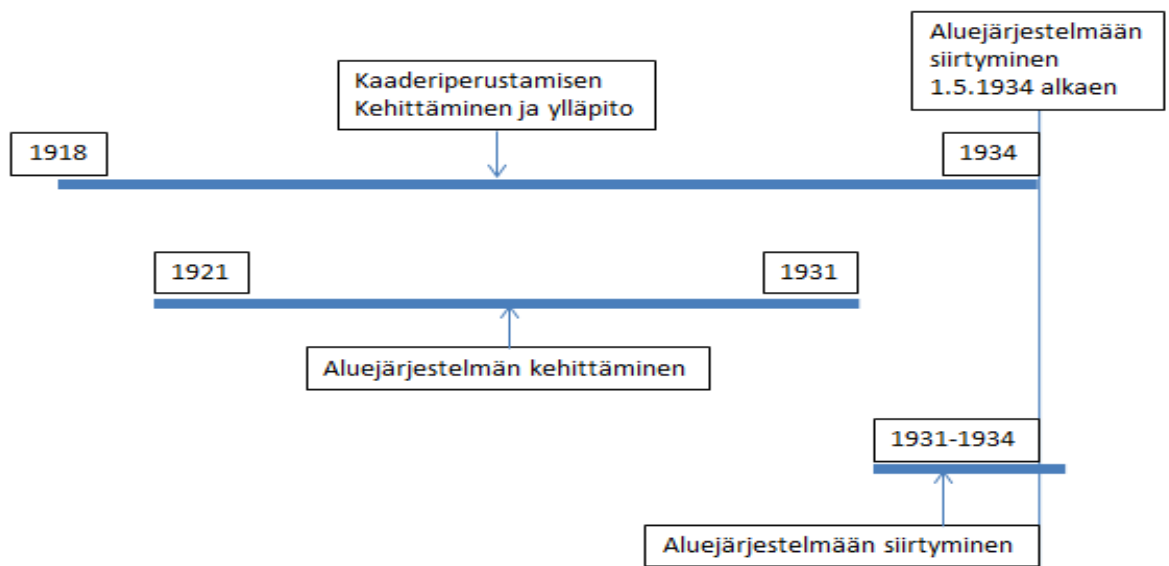 Aluejärjestelmään
siirtyminen
1.5.1934 alkaen
Kaaderiperustamisen
Kehittäminen ja ylläpito
1918
1934
1921
1931
Aluejärjestelmän kehittäminen
1931-1934
Aluejärjestelmään siirtyminen